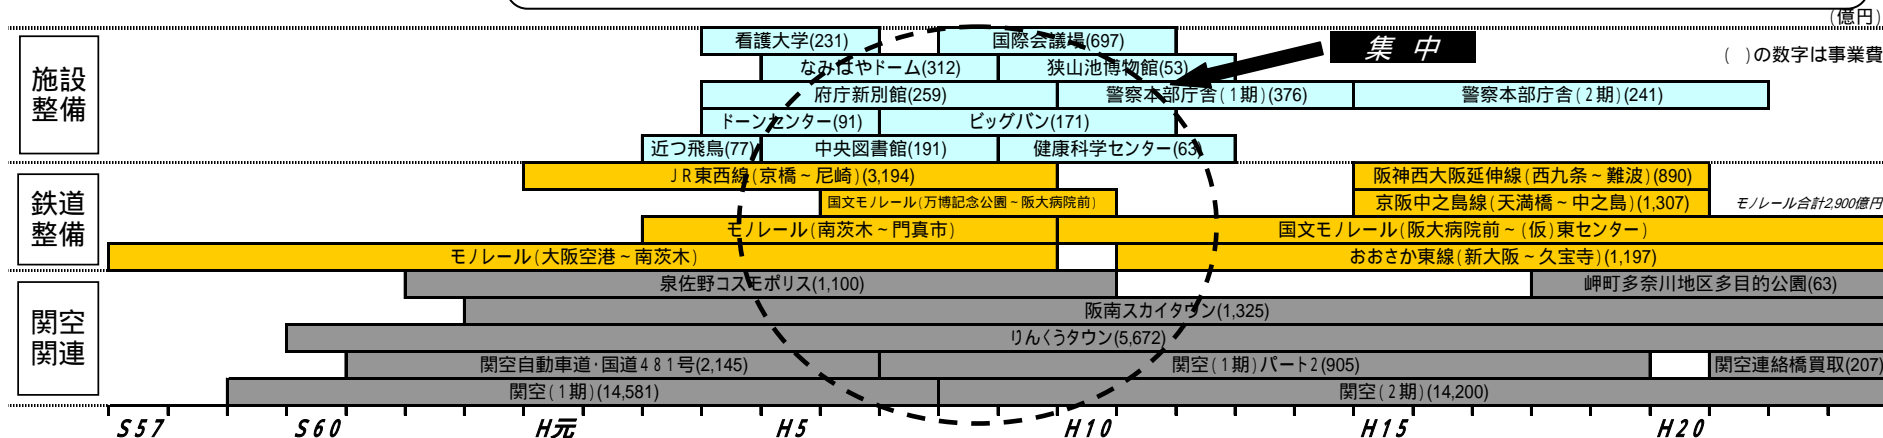 (億円)
集 中
( )の数字は事業費
施設
整備
看護大学(231)
国際会議場(697)
なみはやドーム(312)
狭山池博物館(53)
府庁新別館(259)
警察本部庁舎(1期)(376)
警察本部庁舎(2期)(241)
ドーンセンター(91)
ビッグバン(171)
近つ飛鳥(77)
中央図書館(191)
健康科学センター(63)
鉄道
整備
JR東西線(京橋~尼崎)(3,194)
阪神西大阪延伸線(西九条~難波)(890)
国文モノレール(万博記念公園~阪大病院前)
京阪中之島線(天満橋~中之島)(1,307)
モノレール合計2,900億円
モノレール(南茨木~門真市)
国文モノレール(阪大病院前~(仮)東センター)
モノレール(大阪空港~南茨木)
おおさか東線(新大阪~久宝寺)(1,197)
関空
関連
泉佐野コスモポリス(1,100)
岬町多奈川地区多目的公園(63)
阪南スカイタウン(1,325)
りんくうタウン(5,672)
関空自動車道・国道481号(2,145)
関空(1期)パート2(905)
関空連絡橋買取(207)
関空(1期)(14,581)
関空(2期)(14,200)
S57 S60 H元 H5 H10 H15 H20